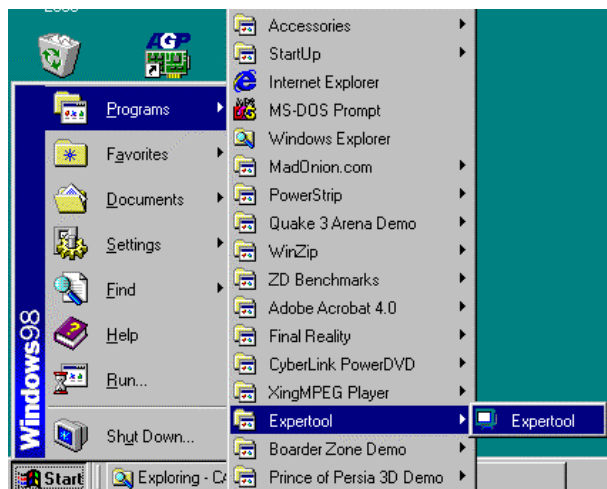 AGP
Programs
Favorites
Documents
Settings
Find
Help
Run...
Shut Down...
Windows98
Accessories
StartUp
Internet Explorer
MS-DOS Prompt
Windows Explorer
MadOnion.com
PowerStrip
Quake 3 Arena Demo
WinZip
ZD Benchmarks
Adobe Acrobat 4.0
Final Reality
CyberLink PowerDVD
XingMPEG Player
Expertool
Boarder Zone Demo
Prince of Persia 3D Demo
Expertool
Start
Exploring -